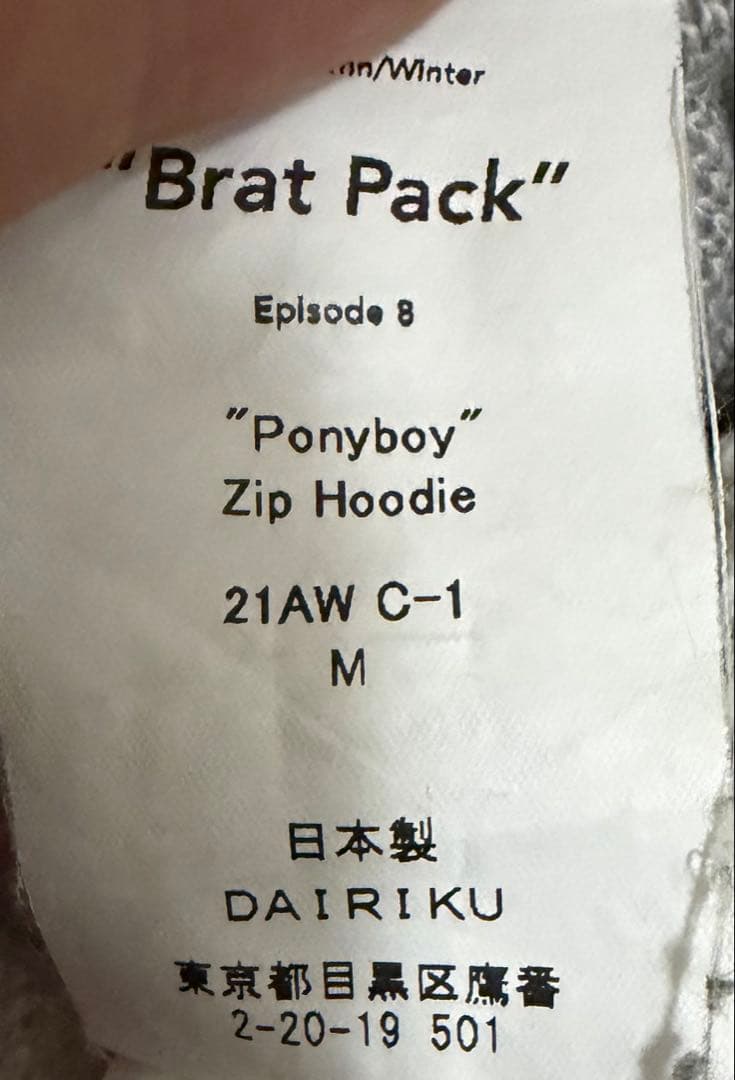 /Winter
"Brat Pack"
Episode 8
"Ponyboy"
Zip Hoodie
21AW C-1
M
日本製
DAIRIKU
東京都目黒区鷹番
2-20-19 501